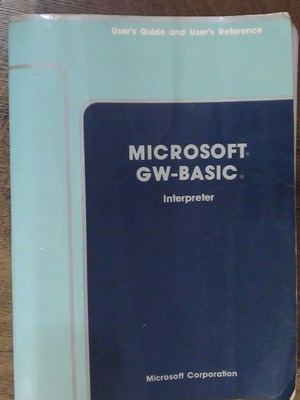 User's Guide and User's Reference
MICROSOFT®
GW-BASIC®
Interpreter
Microsoft Corporation